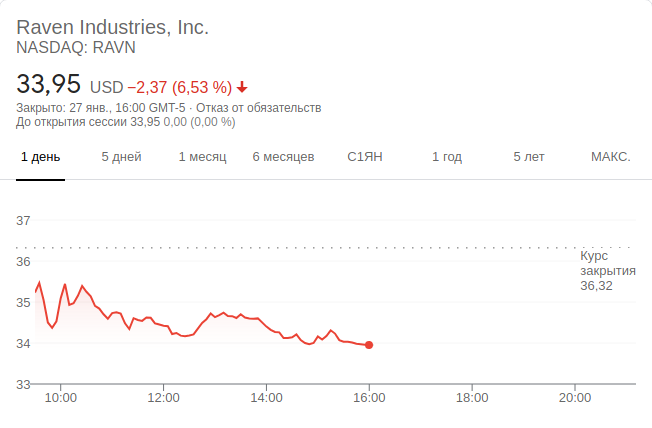 Raven Industries, Inc.
NASDAQ: RAVN
33,95 USD −2,37 (6,53 %)
Закрыто: 27 янв., 16:00 GMT-5 · Отказ от обязательств
До открытия сессии 33,95 0,00 (0,00 %)
1 день 5 дней 1 месяц 6 месяцев С1ЯН 1 год 5 лет МАКС.
37
36
35
34
33
Курс
закрытия
36,32
10:00 12:00 14:00 16:00 18:00 20:00